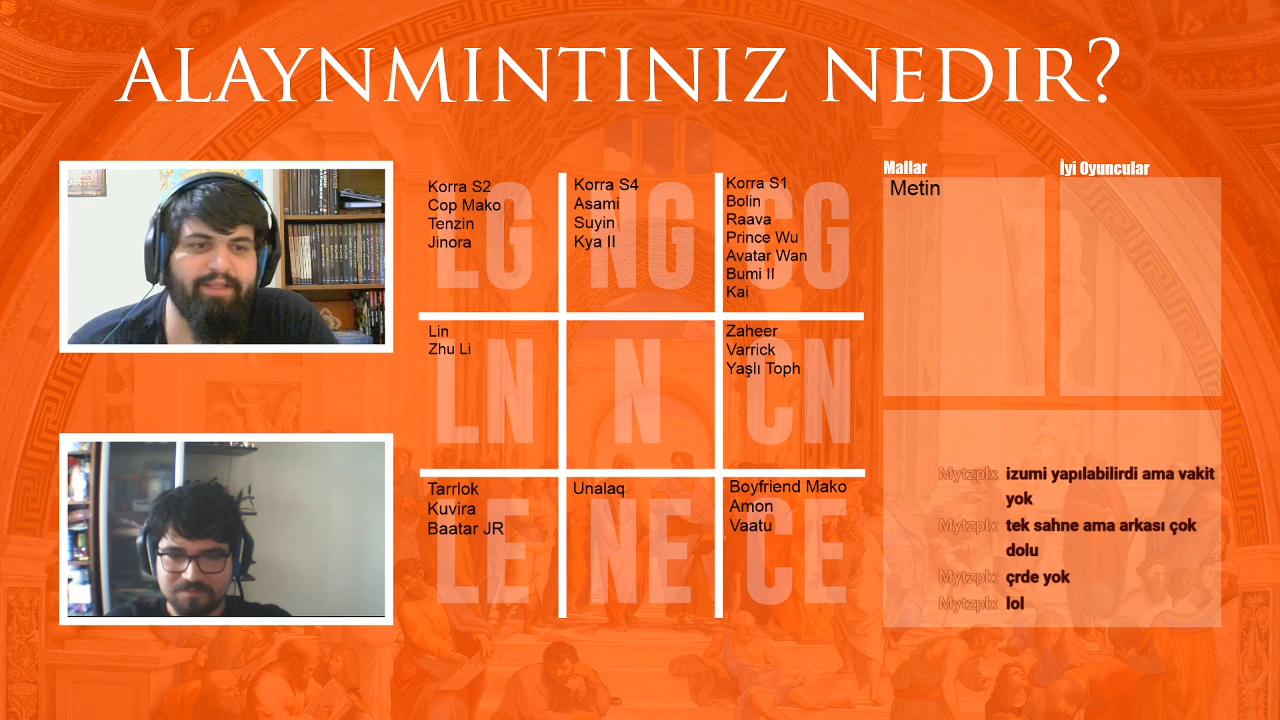 ALAYNMINTINIZ NEDIR?
Mallar
İyi Oyuncular
Metin
LG
Korra S2
Cop Mako
Tenzin
Jinora
NG
Korra S4
Asami
Suyin
Kya II
CG
Korra S1
Bolin
Raava
Prince Wu
Avatar Wan
Bumi II
Kai
LN
Lin
Zhu Li
N
CN
Zaheer
Varrick
Yaşlı Toph
LE
Tarrlok
Kuvira
Baatar JR
NE
Unalaq
CE
Boyfriend Mako
Amon
Vaatu
Mytzplx izumi yapılabilirdi ama vakit
yok
Mytzplx tek sahne ama arkası çok
dolu
Mytzplx çrde yok
Mytzplx lol